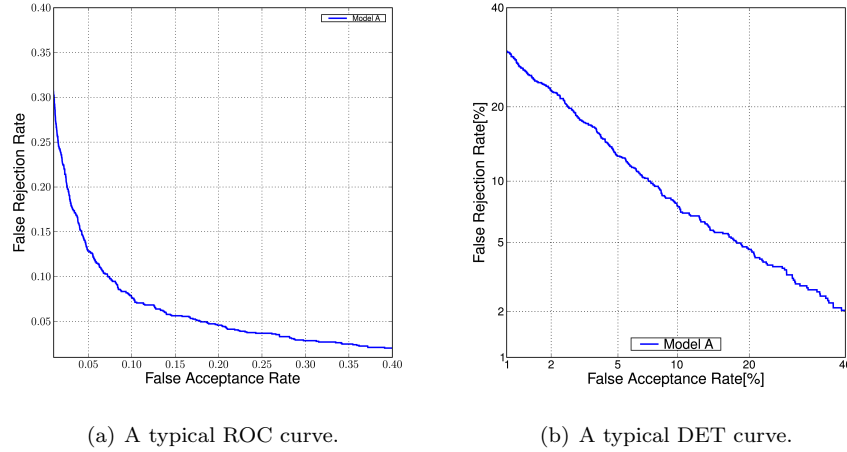 0.40
0.35
0.30
0.25
0.20
0.15
0.10
0.05
False Rejection Rate
Model A
0.05 0.10 0.15 0.20 0.25 0.30 0.35 0.40
False Acceptance Rate
(a) A typical ROC curve.
40
20
10
5
2
1
False Rejection Rate[%]
Model A
1 2 5 10 20 40
False Acceptance Rate[%]
(b) A typical DET curve.